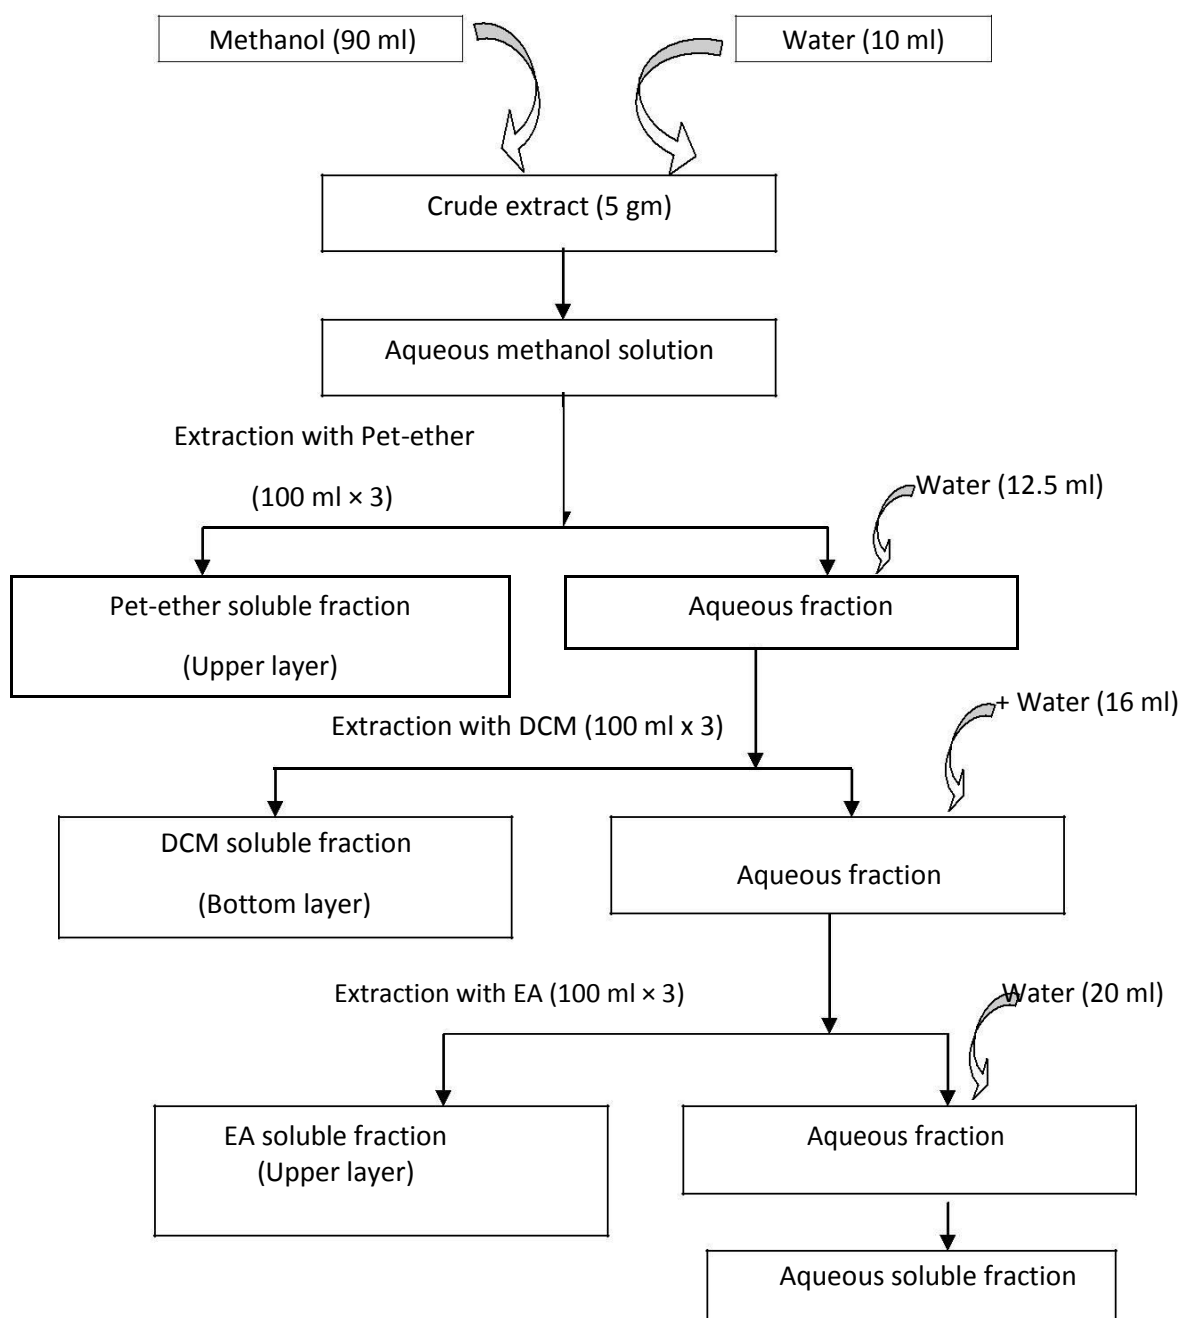 Methanol (90 ml)
Water (10 ml)
Crude extract (5 gm)
Aqueous methanol solution
Extraction with Pet-ether
(100 ml × 3)
Water (12.5 ml)
Pet-ether soluble fraction
(Upper layer)
Aqueous fraction
+ Water (16 ml)
Extraction with DCM (100 ml x 3)
DCM soluble fraction
(Bottom layer)
Aqueous fraction
Extraction with EA (100 ml × 3)
Water (20 ml)
EA soluble fraction
(Upper layer)
Aqueous fraction
Aqueous soluble fraction